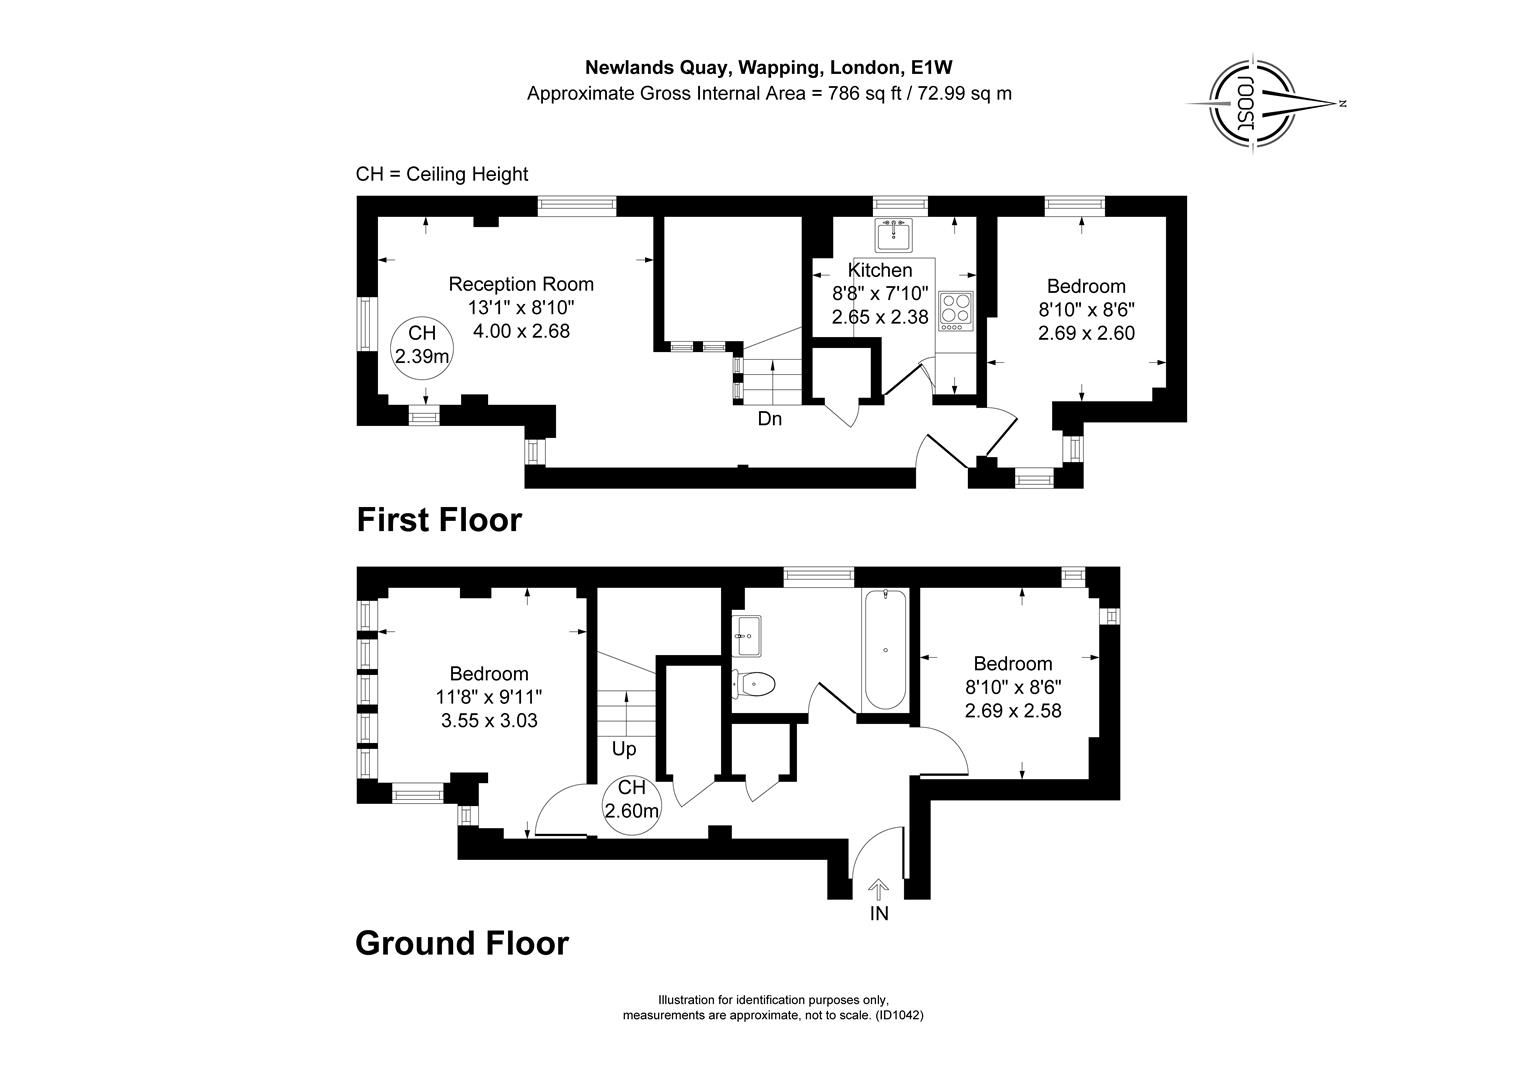 Newlands Quay, Wapping, London, E1W
Approximate Gross Internal Area = 786 sq ft / 72.99 sq m
roost
N
CH = Ceiling Height
Reception Room
13'1" x 8'10"
4.00 x 2.68
CH
2.39m
Dn
Kitchen
8'8" x 7'10"
2.65 x 2.38
Bedroom
8'10" x 8'6"
2.69 x 2.60
First Floor
Bedroom
11'8" x 9'11"
3.55 x 3.03
Up
CH
2.60m
Bedroom
8'10" x 8'6"
2.69 x 2.58
IN
Ground Floor
Illustration for identification purposes only,
measurements are approximate, not to scale. (ID1042)